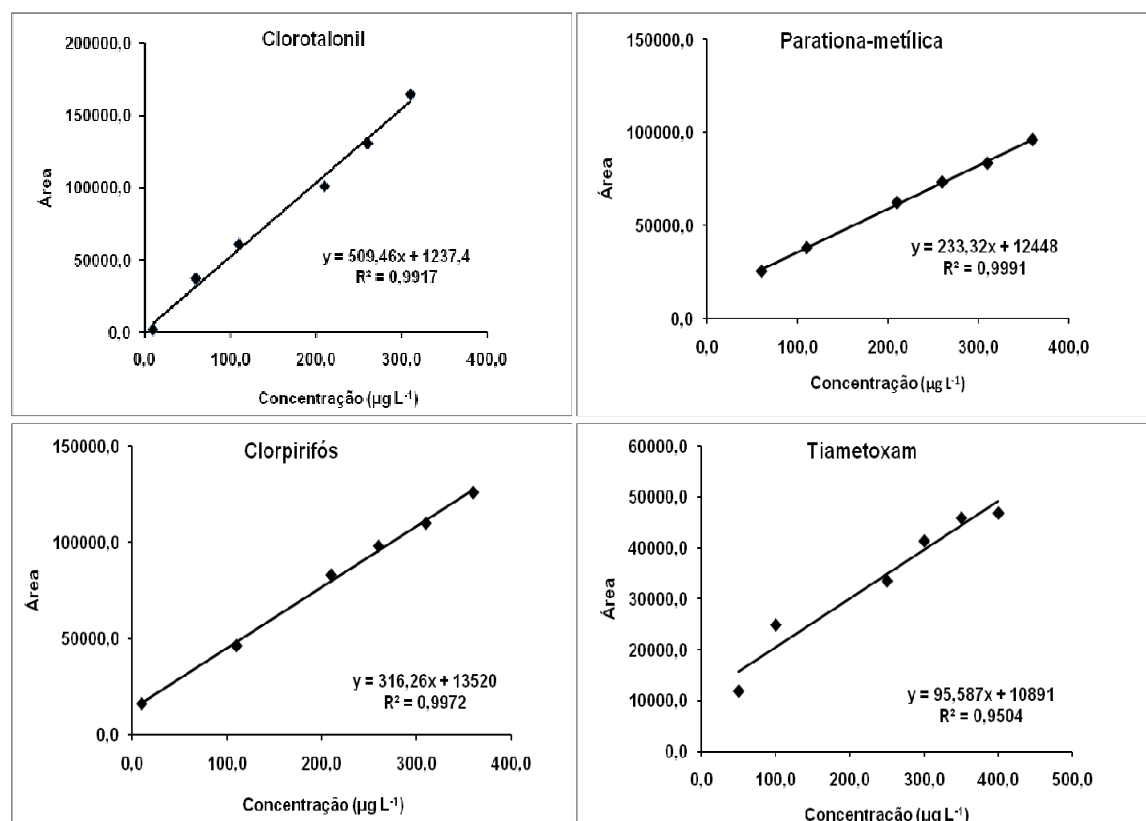 Clorotalonil
200000,0
150000,0
100000,0
50000,0
0,0
Área
y = 509,46x + 1237,4
R² = 0,9917
0,0 100,0 200,0 300,0 400,0
Concentração (µg L⁻¹)
Parationa-metílica
150000,0
100000,0
50000,0
0,0
Área
y = 233,32x + 12448
R² = 0,9991
0,0 100,0 200,0 300,0 400,0
Concentração (µg L⁻¹)
Clorpirifós
150000,0
100000,0
50000,0
0,0
Área
y = 316,26x + 13520
R² = 0,9972
0,0 100,0 200,0 300,0 400,0
Concentração (µg L⁻¹)
Tiametoxam
60000,0
50000,0
40000,0
30000,0
20000,0
10000,0
0,0
Área
y = 95,587x + 10891
R² = 0,9504
0,0 100,0 200,0 300,0 400,0 500,0
Concentração (µg L⁻¹)